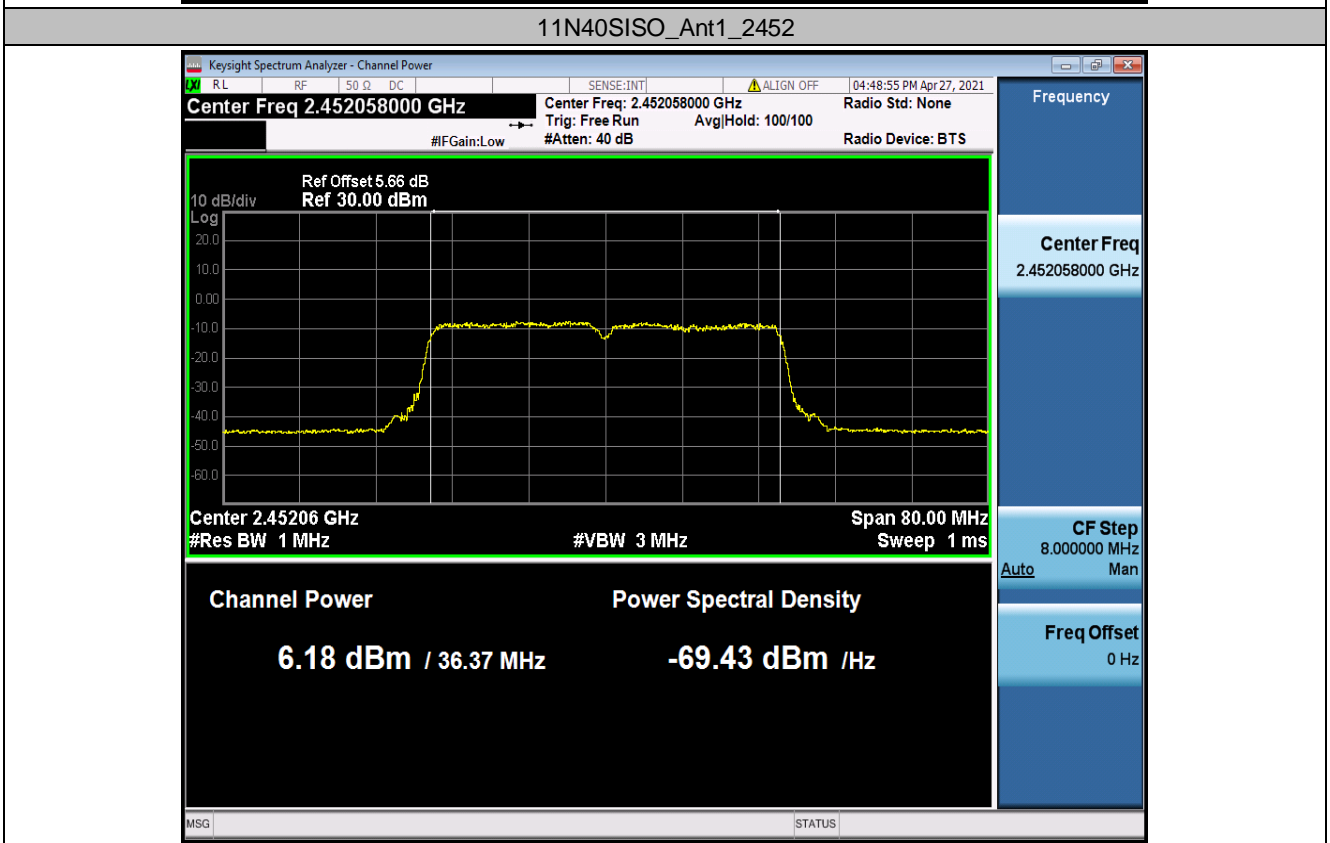 11N40SISO_Ant1_2452
Keysight Spectrum Analyzer - Channel Power
LXI RL RF 50 Ω DC SENSE:INT ALIGN OFF 04:48:55 PM Apr 27, 2021
Center Freq 2.452058000 GHz
#IFGain:Low
Center Freq: 2.452058000 GHz
Trig: Free Run Avg|Hold: 100/100
#Atten: 40 dB
Radio Std: None
Radio Device: BTS
Frequency
Ref Offset 5.66 dB
10 dB/div Ref 30.00 dBm
Log
20.0
10.0
0.00
-10.0
-20.0
-30.0
-40.0
-50.0
-60.0
Center 2.45206 GHz Span 80.00 MHz
#Res BW 1 MHz #VBW 3 MHz Sweep 1 ms
Center Freq
2.452058000 GHz
CF Step
8.000000 MHz
Auto Man
Freq Offset
0 Hz
Channel Power Power Spectral Density
6.18 dBm / 36.37 MHz -69.43 dBm /Hz
MSG STATUS